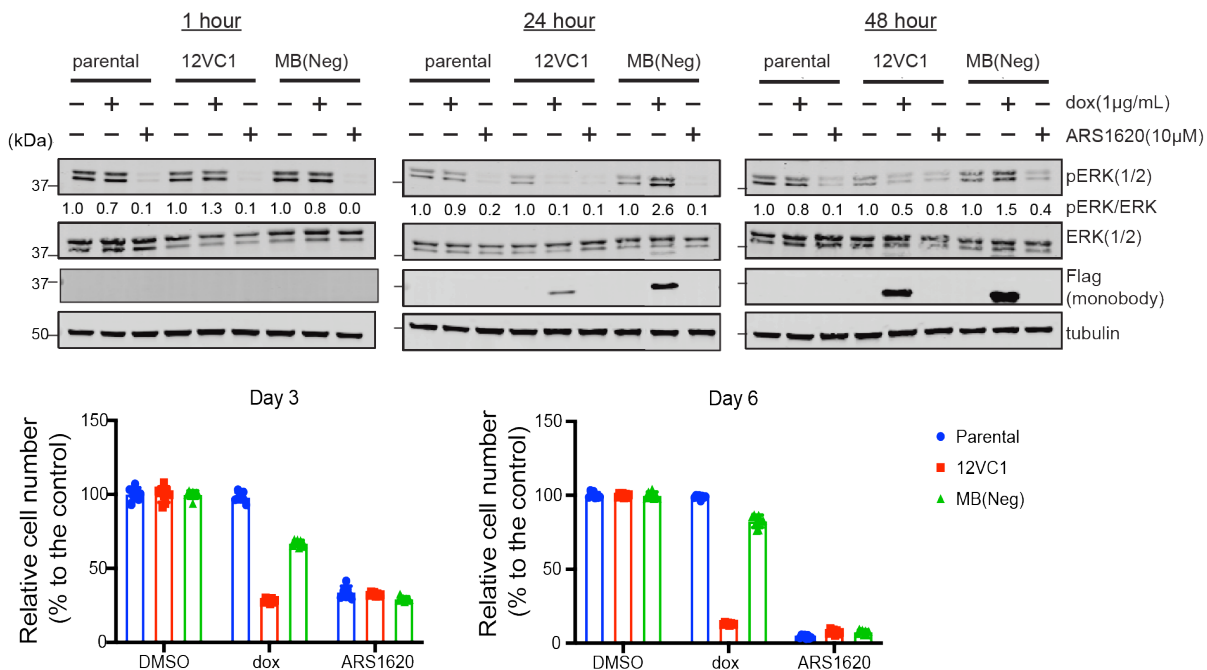 1 hour 24 hour 48 hour
parental 12VC1 MB(Neg) parental 12VC1 MB(Neg) parental 12VC1 MB(Neg)
− + − − + − − + − − + − − + − − + − − + − − + − − + − dox(1µg/mL)
(kDa) − − + − − + − − + − − + − − + − − + − − + − − + − − + ARS1620(10µM)
37 pERK(1/2)
1.0 0.7 0.1 1.0 1.3 0.1 1.0 0.8 0.0 1.0 0.9 0.2 1.0 0.1 0.1 1.0 2.6 0.1 1.0 0.8 0.1 1.0 0.5 0.8 1.0 1.5 0.4 pERK/ERK
37 ERK(1/2)
37 Flag
(monobody)
50 tubulin
Day 3
Relative cell number
(% to the control)
150
100
50
0
DMSO dox ARS1620
Day 6
Relative cell number
(% to the control)
150
100
50
0
DMSO dox ARS1620
Parental
12VC1
MB(Neg)